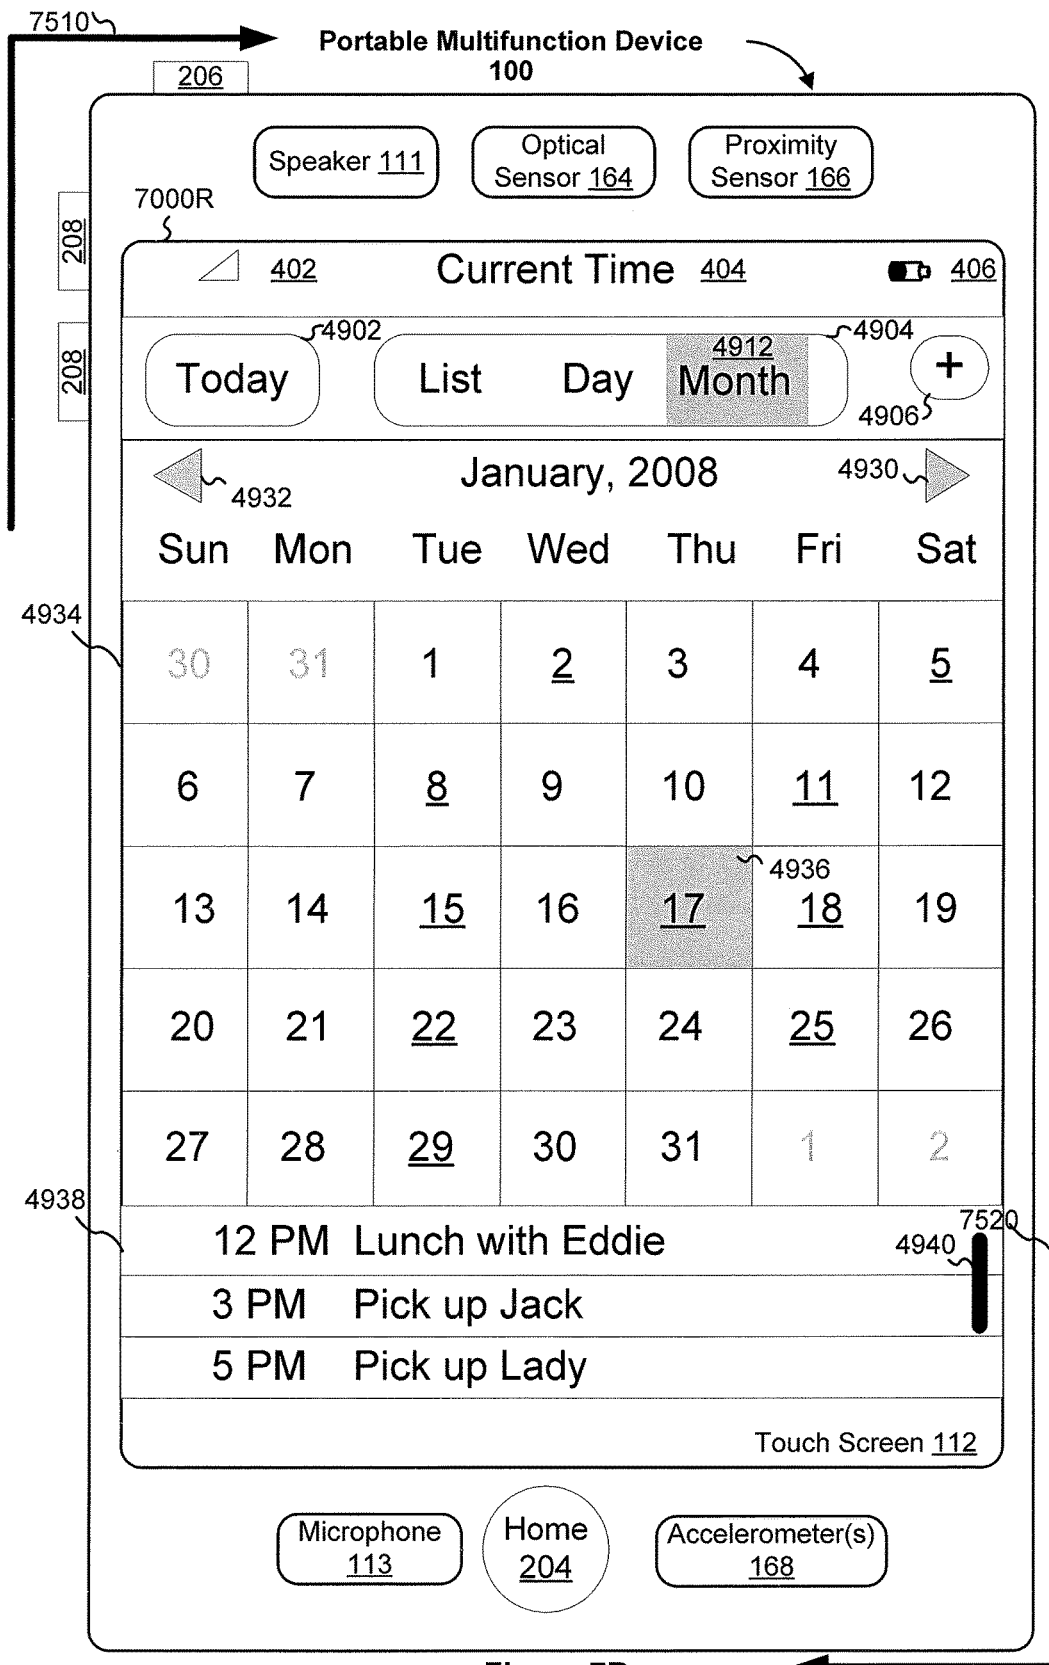 7510
Portable Multifunction Device
100
206
Speaker 111
Optical
Sensor 164
Proximity
Sensor 166
7000R
208
208
402
Current Time 404
406
4902
4904
Today
List
Day
4912
Month
+
4906
4932
January, 2008
4930
Sun Mon Tue Wed Thu Fri Sat
4934
30 31 1 2 3 4 5
6 7 8 9 10 11 12
4936
13 14 15 16 17 18 19
20 21 22 23 24 25 26
27 28 29 30 31 1 2
4938
7520
4940
12 PM Lunch with Eddie
3 PM Pick up Jack
5 PM Pick up Lady
Touch Screen 112
Microphone
113
Home
204
Accelerometer(s)
168